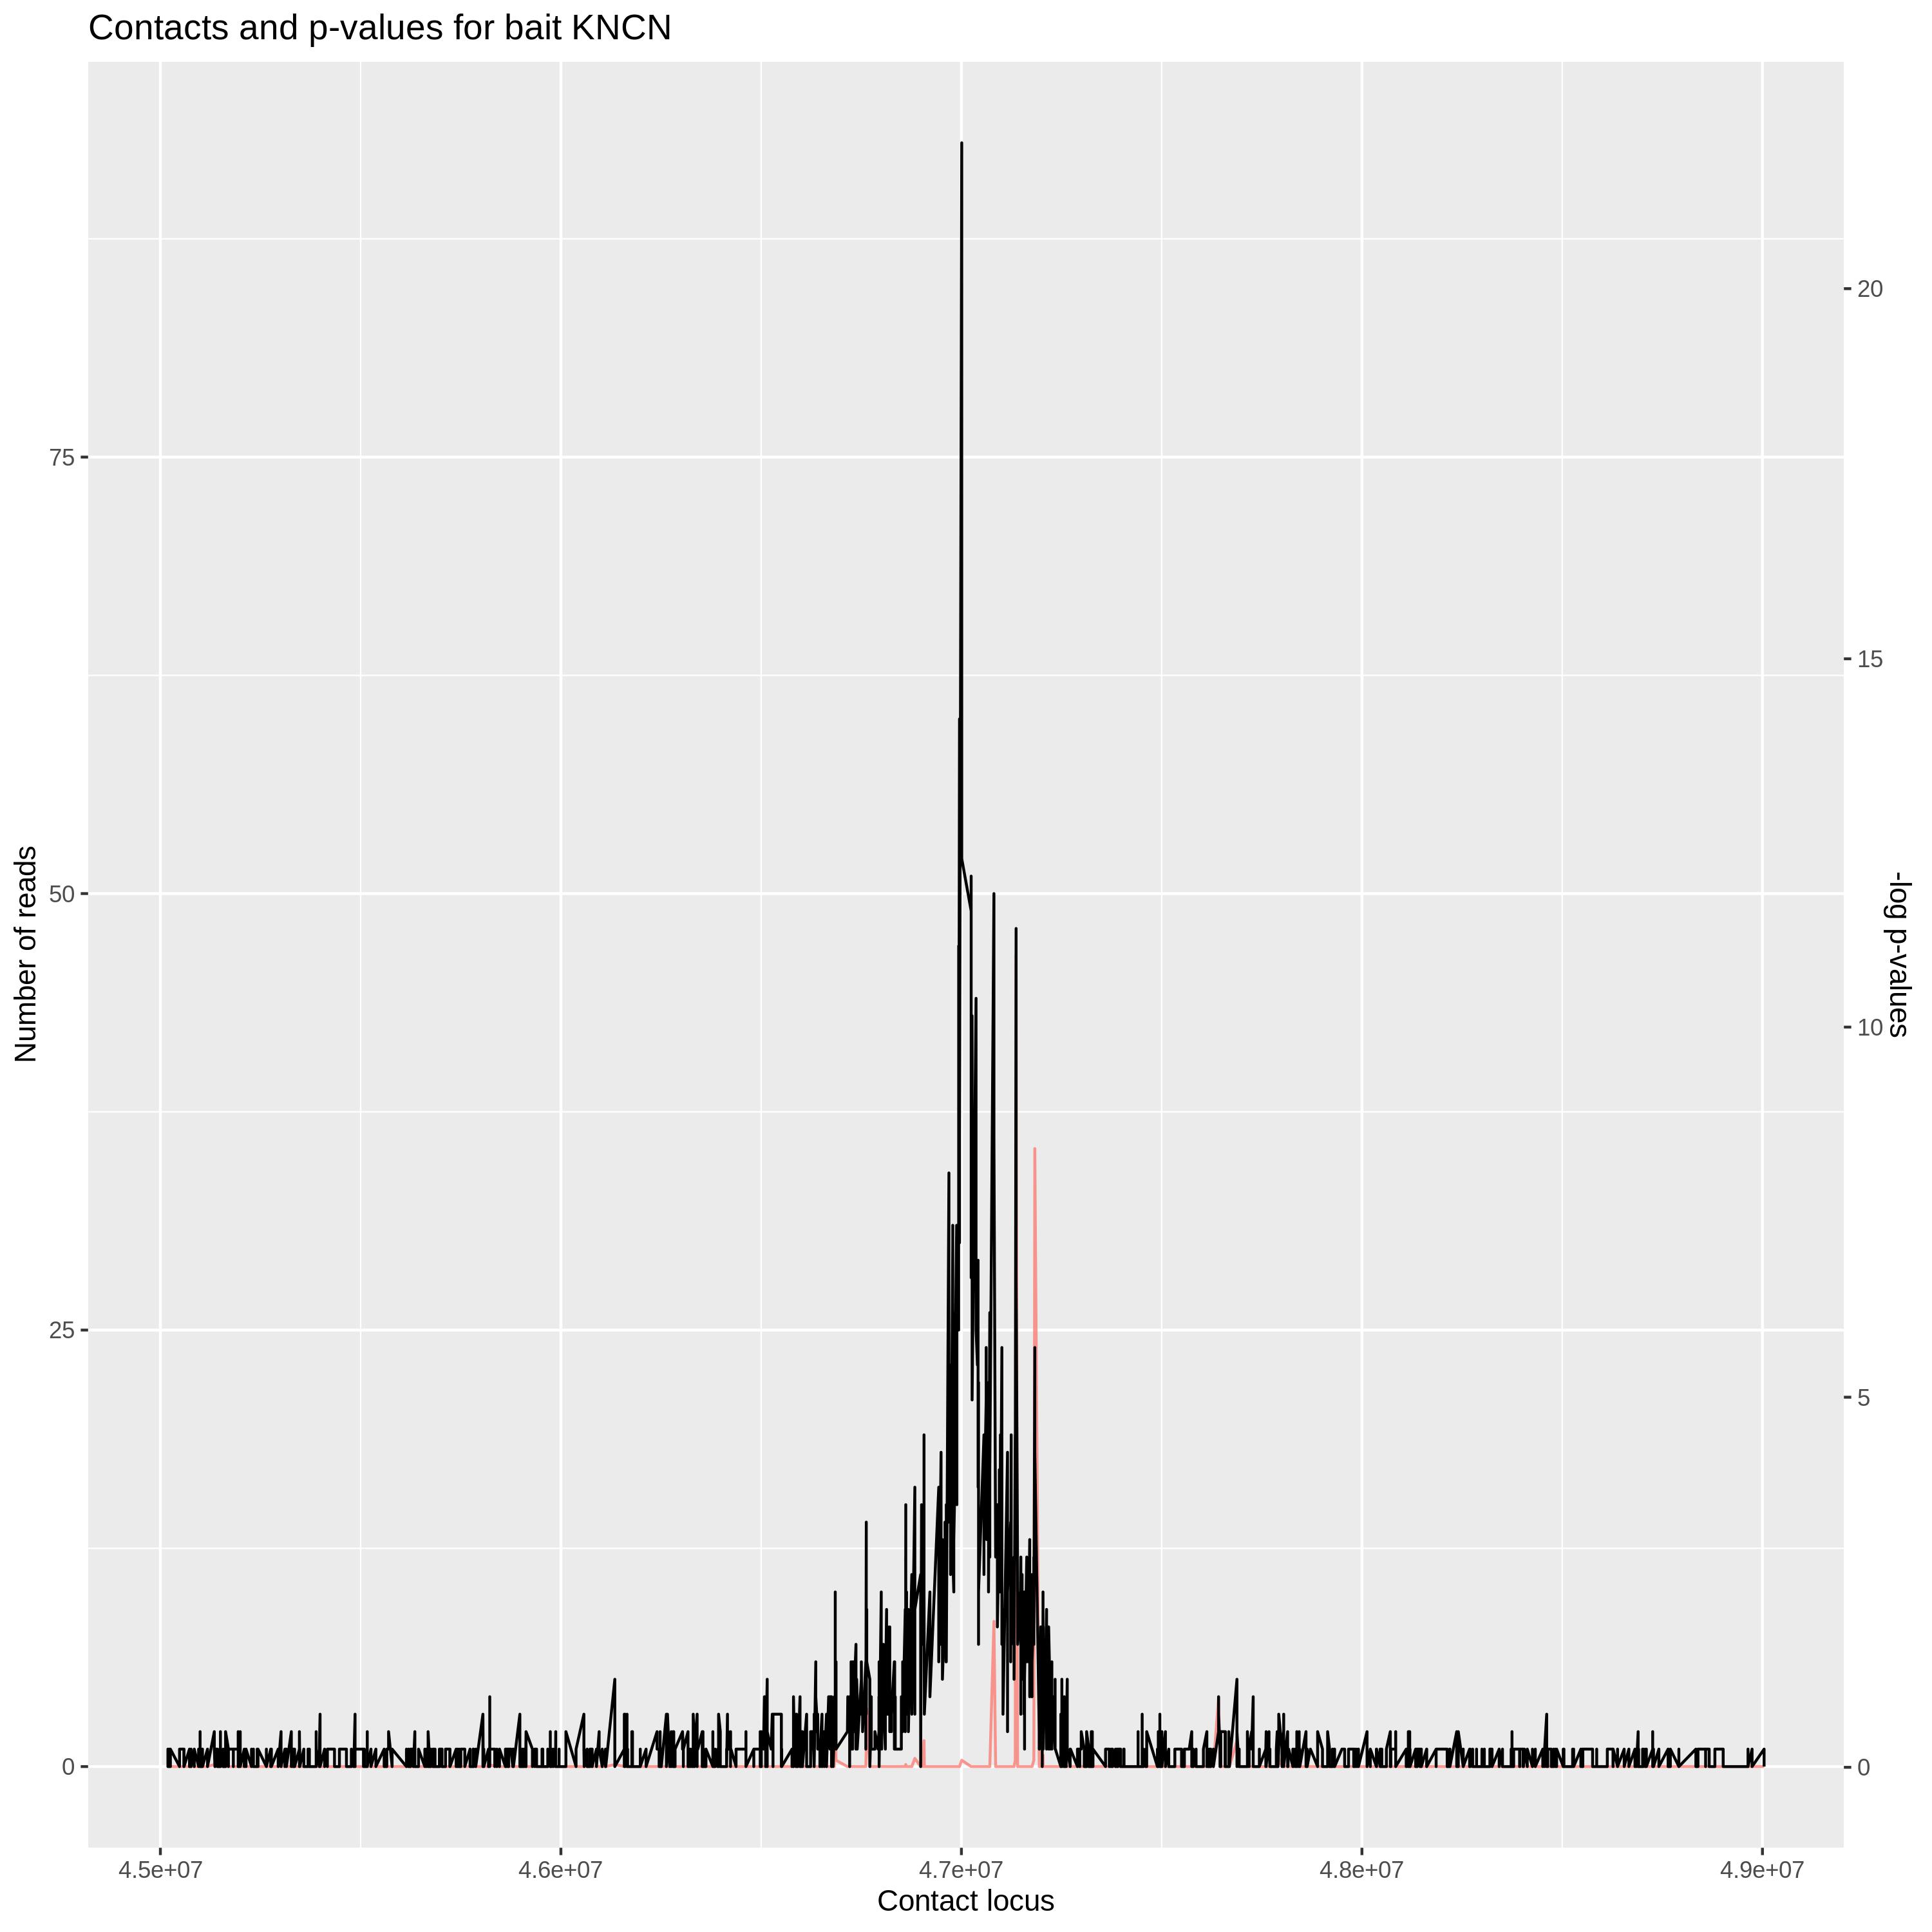 Contacts and p-values for bait KNCN
Number of reads
75
50
25
0
20
15
10
5
0
-log p-values
4.5e+07 4.6e+07 4.7e+07 4.8e+07 4.9e+07
Contact locus